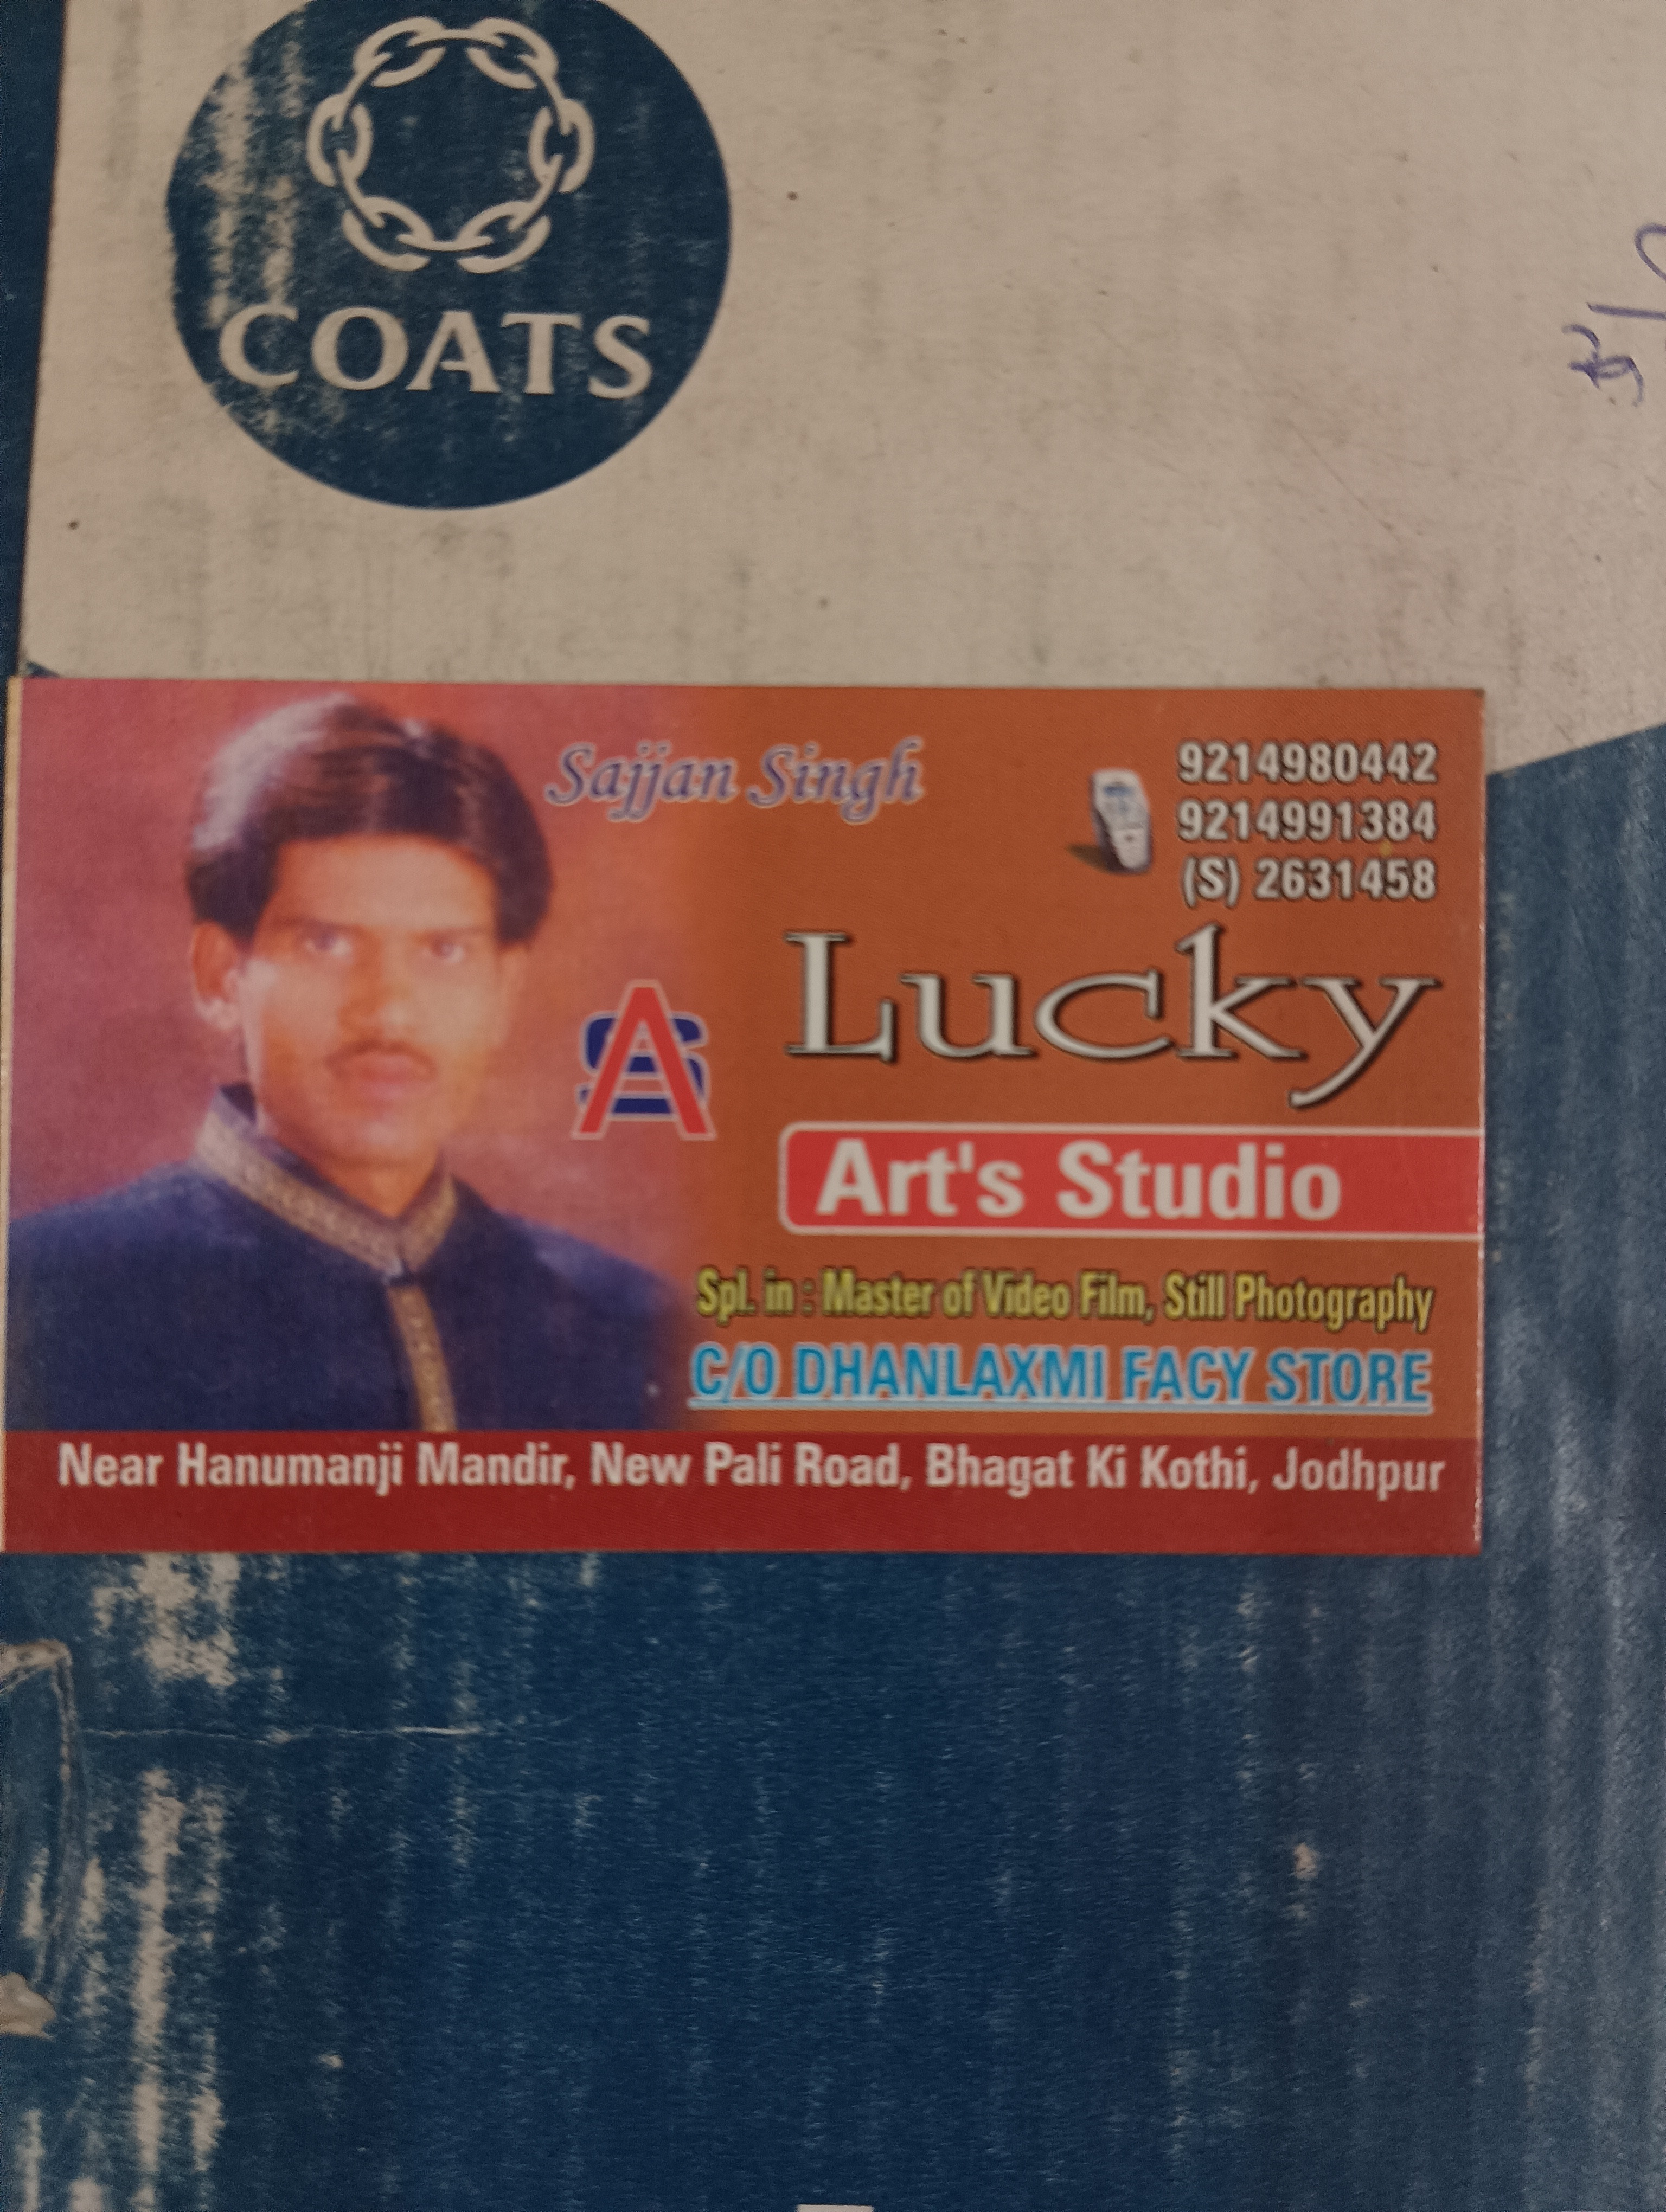 COATS
Sajjan Singh
9214980442
9214991384
(S) 2631458
SA
Lucky
Art's Studio
Spl. in : Master of Video Film, Still Photography
C/O DHANLAXMI FACY STORE
Near Hanumanji Mandir, New Pali Road, Bhagat Ki Kothi, Jodhpur